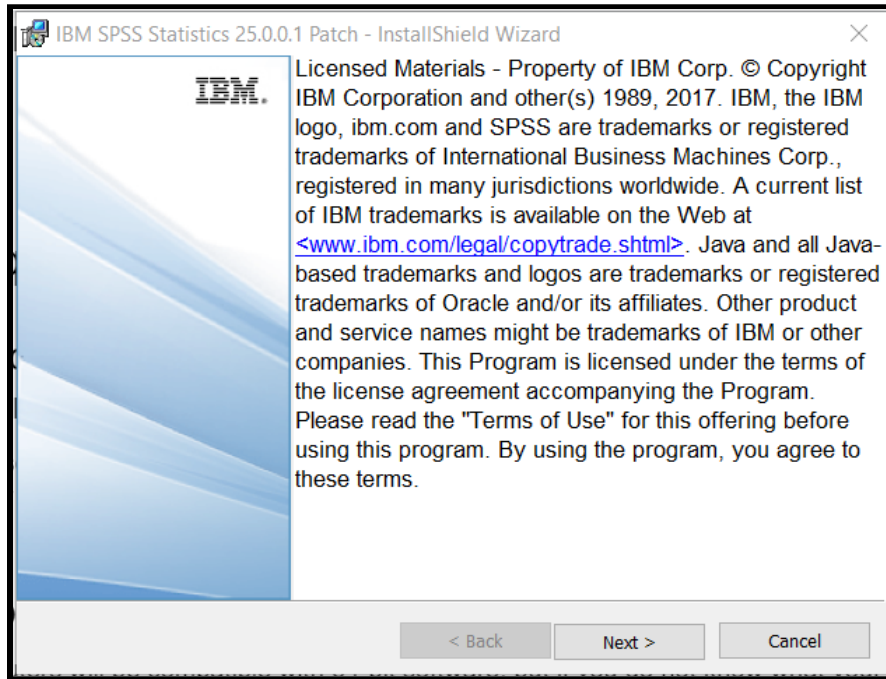 IBM SPSS Statistics 25.0.0.1 Patch - InstallShield Wizard
IBM.
Licensed Materials - Property of IBM Corp. © Copyright
IBM Corporation and other(s) 1989, 2017. IBM, the IBM
logo, ibm.com and SPSS are trademarks or registered
trademarks of International Business Machines Corp.,
registered in many jurisdictions worldwide. A current list
of IBM trademarks is available on the Web at
<www.ibm.com/legal/copytrade.shtml>. Java and all Java-
based trademarks and logos are trademarks or registered
trademarks of Oracle and/or its affiliates. Other product
and service names might be trademarks of IBM or other
companies. This Program is licensed under the terms of
the license agreement accompanying the Program.
Please read the "Terms of Use" for this offering before
using this program. By using the program, you agree to
these terms.
< Back
Next >
Cancel